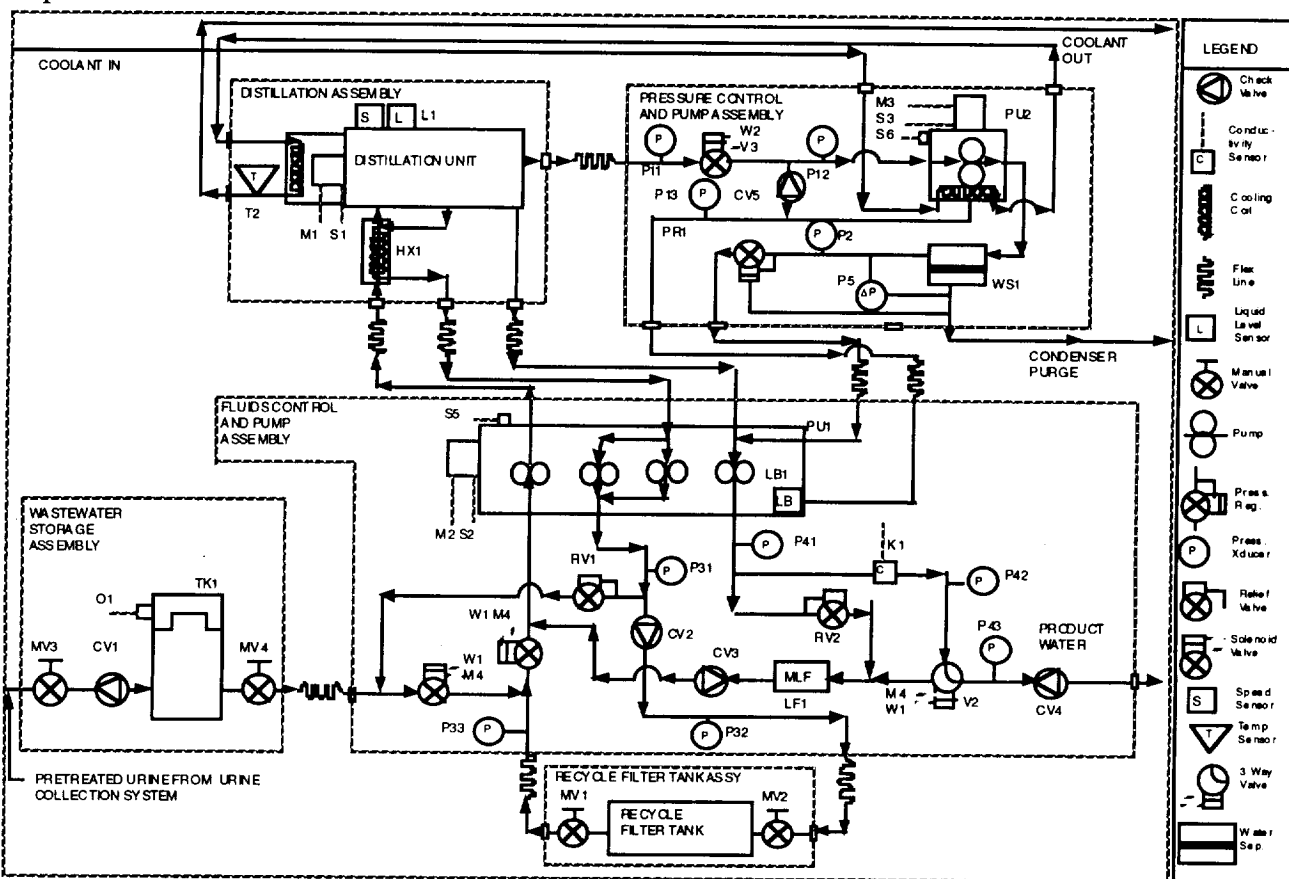 COOLANT IN
COOLANT
OUT
DISTILLATION ASSEMBLY
S
L
L1
DISTILLATION UNIT
T
T2
M1
S1
HX1
PRESSURE CONTROL
AND PUMP ASSEMBLY
P
P11
W2
V3
P
P12
M3
S3
S6
PU2
P13
P
CV5
PR1
P
P2
P5
ΔP
WS1
CONDENSER
PURGE
FLUIDS CONTROL
AND PUMP
ASSEMBLY
S5
PU1
LB1
LB
M2 S2
WASTEWATER
STORAGE
ASSEMBLY
O1
TK1
MV3
CV1
MV4
RV1
P
P31
P
P41
K1
C
P
P42
W1 M4
W1
M4
CV2
RV2
P43
P
PRODUCT
WATER
CV3
MLF
LF1
M4
W1
V2
CV4
P33
P
P
P32
PRETREATED URINE FROM URINE
COLLECTION SYSTEM
RECYCLE FILTER TANK ASSY
MV1
MV2
RECYCLE
FILTER TANK
LEGEND
Check
Valve
Conduc-
tivity
Sensor
C
Cooling
Coil
Flex
Line
Liquid
Level
Sensor
L
Manual
Valve
Pump
Press.
Reg.
Press.
Xducer
P
Relief
Valve
Solenoid
Valve
Speed
Sensor
S
Temp
Sensor
T
3 Way
Valve
Water
Sep.